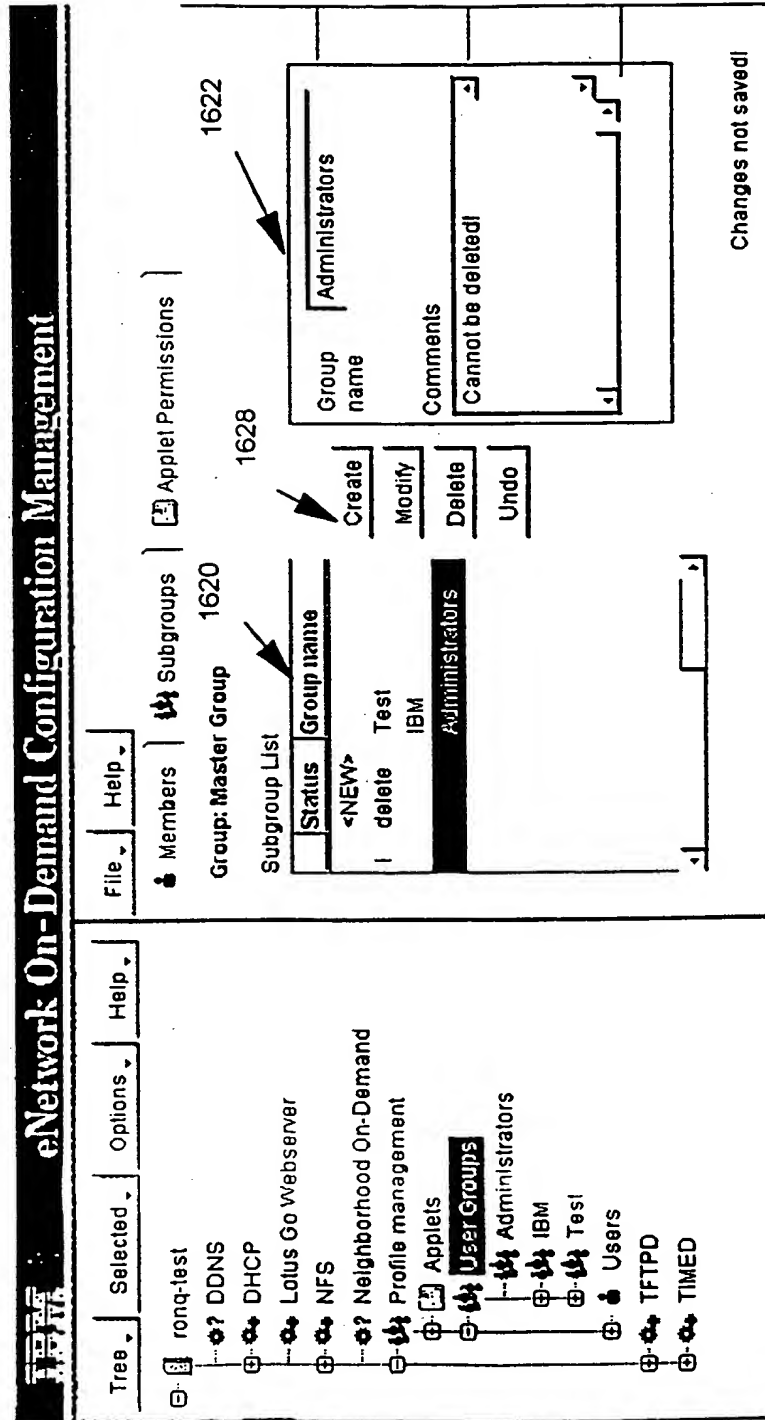 IBM
eNetwork On-Demand Configuration Management
Tree Selected Options Help
ronq-test
? DDNS
DHCP
Lotus Go Webserver
NFS
? Neighborhood On-Demand
Profile management
Applets
User Groups
Administrators
IBM
Test
Users
TFTPD
TIMED
File Help
Members Subgroups Applet Permissions
Group: Master Group
1620
1628
1622
Subgroup List
Status Group name
<NEW>
| delete Test
IBM
Administrators
Create
Modify
Delete
Undo
Group name
Administrators
Comments
Cannot be deleted!
Changes not saved!